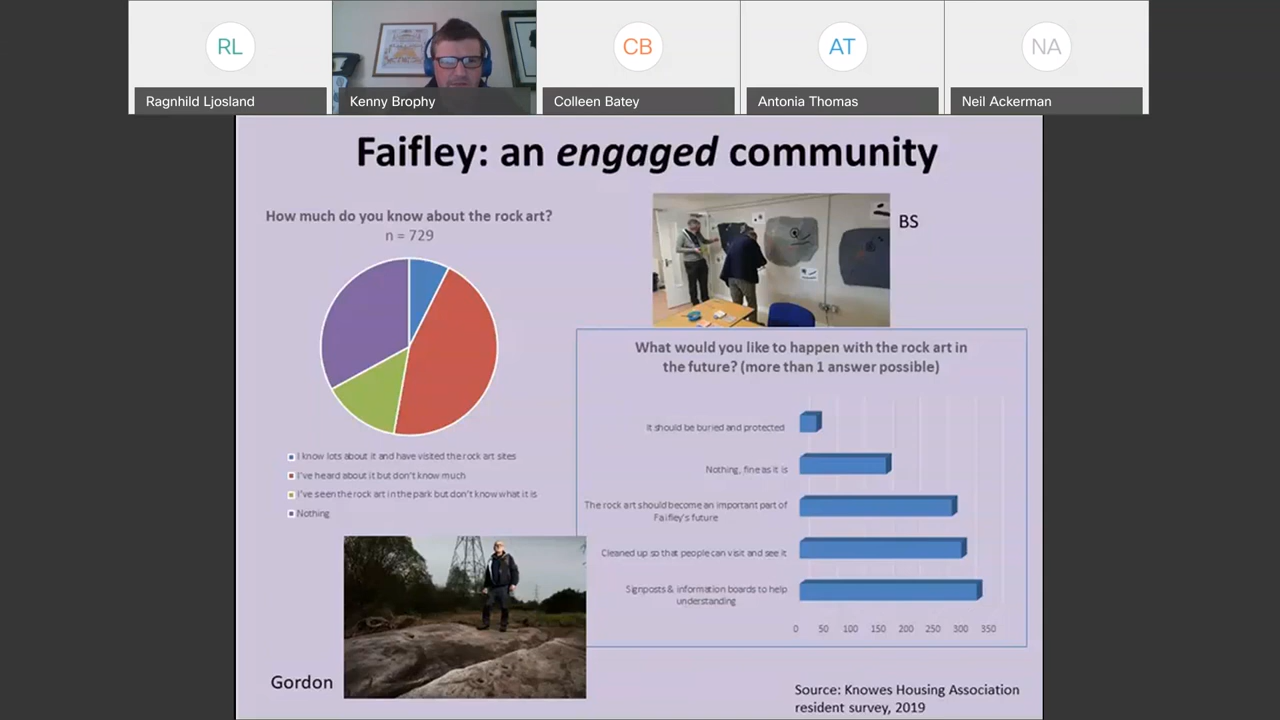 RL
Ragnhild Ljosland
Kenny Brophy
CB
Colleen Batey
AT
Antonia Thomas
NA
Neil Ackerman
Faifley: an engaged community
How much do you know about the rock art?
n = 729
I know lots about it and have visited the rock art sites
I've heard about it but don't know much
I've seen the rock art in the park but don't know what it is
Nothing
BS
What would you like to happen with the rock art in
the future? (more than 1 answer possible)
It should be buried and protected
Nothing, fine as it is
The rock art should become an important part of
Faifley's future
Cleaned up so that people can visit and see it
Signposts & information boards to help
understanding
0 50 100 150 200 250 300 350
Gordon
Source: Knowes Housing Association
resident survey, 2019